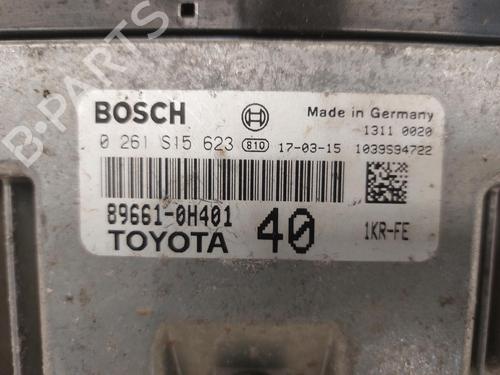 BOSCH
Made in Germany
1311 0020
0 261 S15 623 810 17-03-15 1039S94722
89661-0H401
TOYOTA 40 1KR-FE